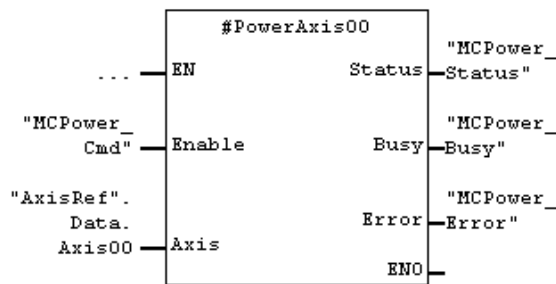 #PowerAxis00
... EN Status "MCPower_
Status"
"MCPower_
Cmd" Enable Busy "MCPower_
Busy"
"AxisRef".
Data.
Axis00 Axis Error "MCPower_
Error"
ENO